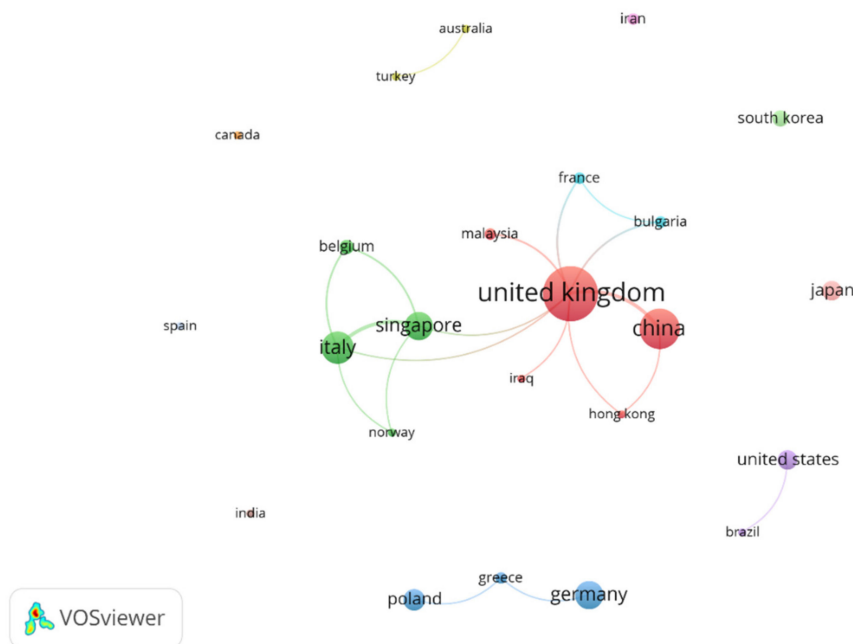 iran
australia
turkey
south korea
canada
france
bulgaria
malaysia
belgium
united kingdom
japan
singapore
china
spain
italy
iraq
hong kong
norway
united states
india
brazil
greece
germany
poland
VOSviewer